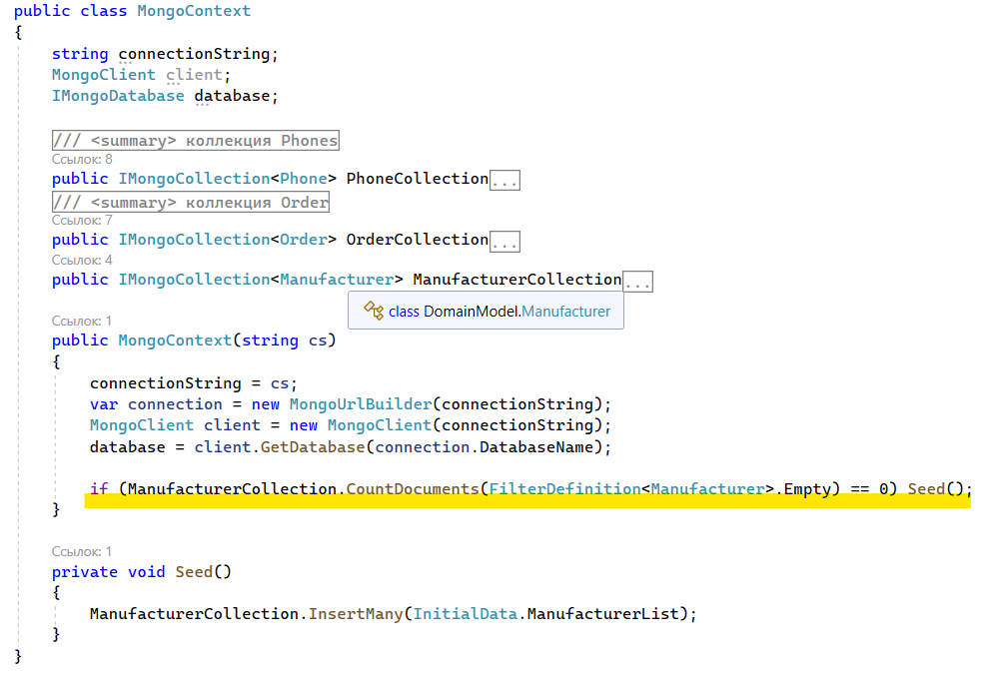 public class MongoContext
{
string connectionString;
MongoClient client;
IMongoDatabase database;
/// <summary> коллекция Phones
Ссылок: 8
public IMongoCollection<Phone> PhoneCollection...
/// <summary> коллекция Order
Ссылок: 7
public IMongoCollection<Order> OrderCollection...
Ссылок: 4
public IMongoCollection<Manufacturer> ManufacturerCollection...
class DomainModel.Manufacturer
Ссылок: 1
public MongoContext(string cs)
{
connectionString = cs;
var connection = new MongoUrlBuilder(connectionString);
MongoClient client = new MongoClient(connectionString);
database = client.GetDatabase(connection.DatabaseName);
if (ManufacturerCollection.CountDocuments(FilterDefinition<Manufacturer>.Empty) == 0) Seed();
}
Ссылок: 1
private void Seed()
{
ManufacturerCollection.InsertMany(InitialData.ManufacturerList);
}
}